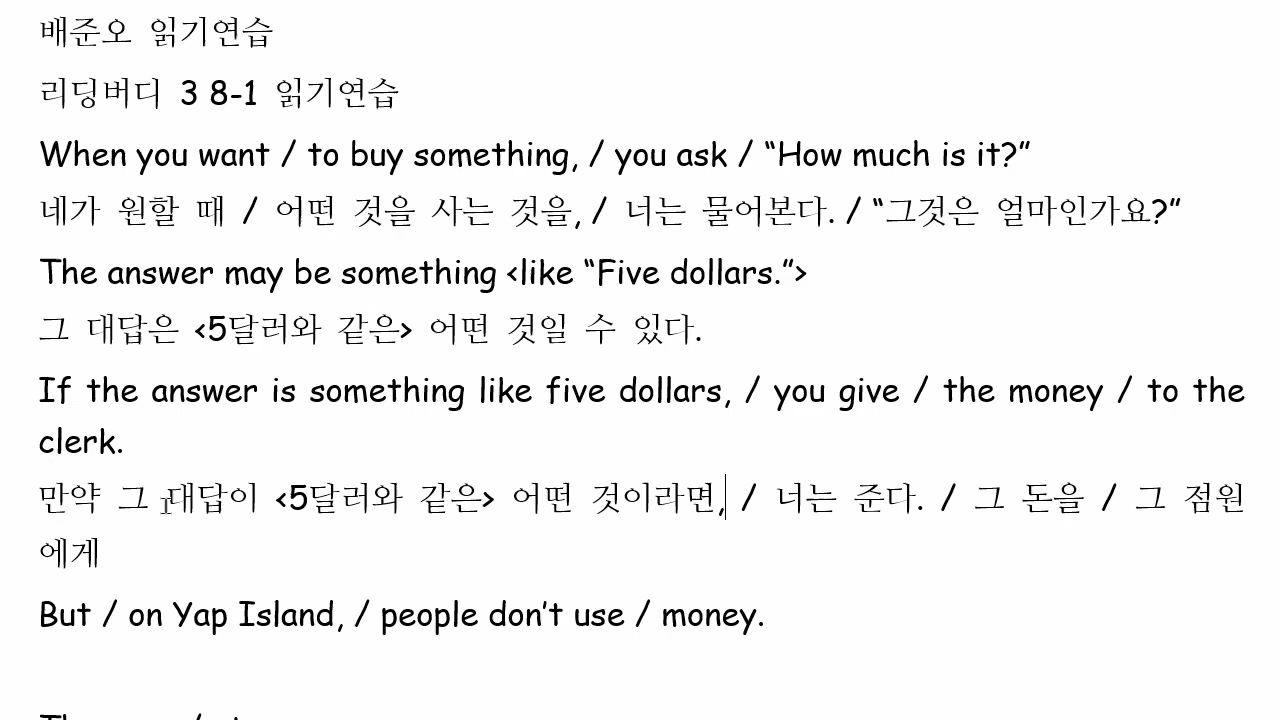 배준오 읽기연습
리딩버디 3 8-1 읽기연습
When you want / to buy something, / you ask / “How much is it?”
네가 원할 때 / 어떤 것을 사는 것을, / 너는 물어본다. / “그것은 얼마인가요?”
The answer may be something <like “Five dollars.”>
그 대답은 <5달러와 같은> 어떤 것일 수 있다.
If the answer is something like five dollars, / you give / the money / to the
clerk.
만약 그 대답이 <5달러와 같은> 어떤 것이라면, / 너는 준다. / 그 돈을 / 그 점원
에게
But / on Yap Island, / people don’t use / money.